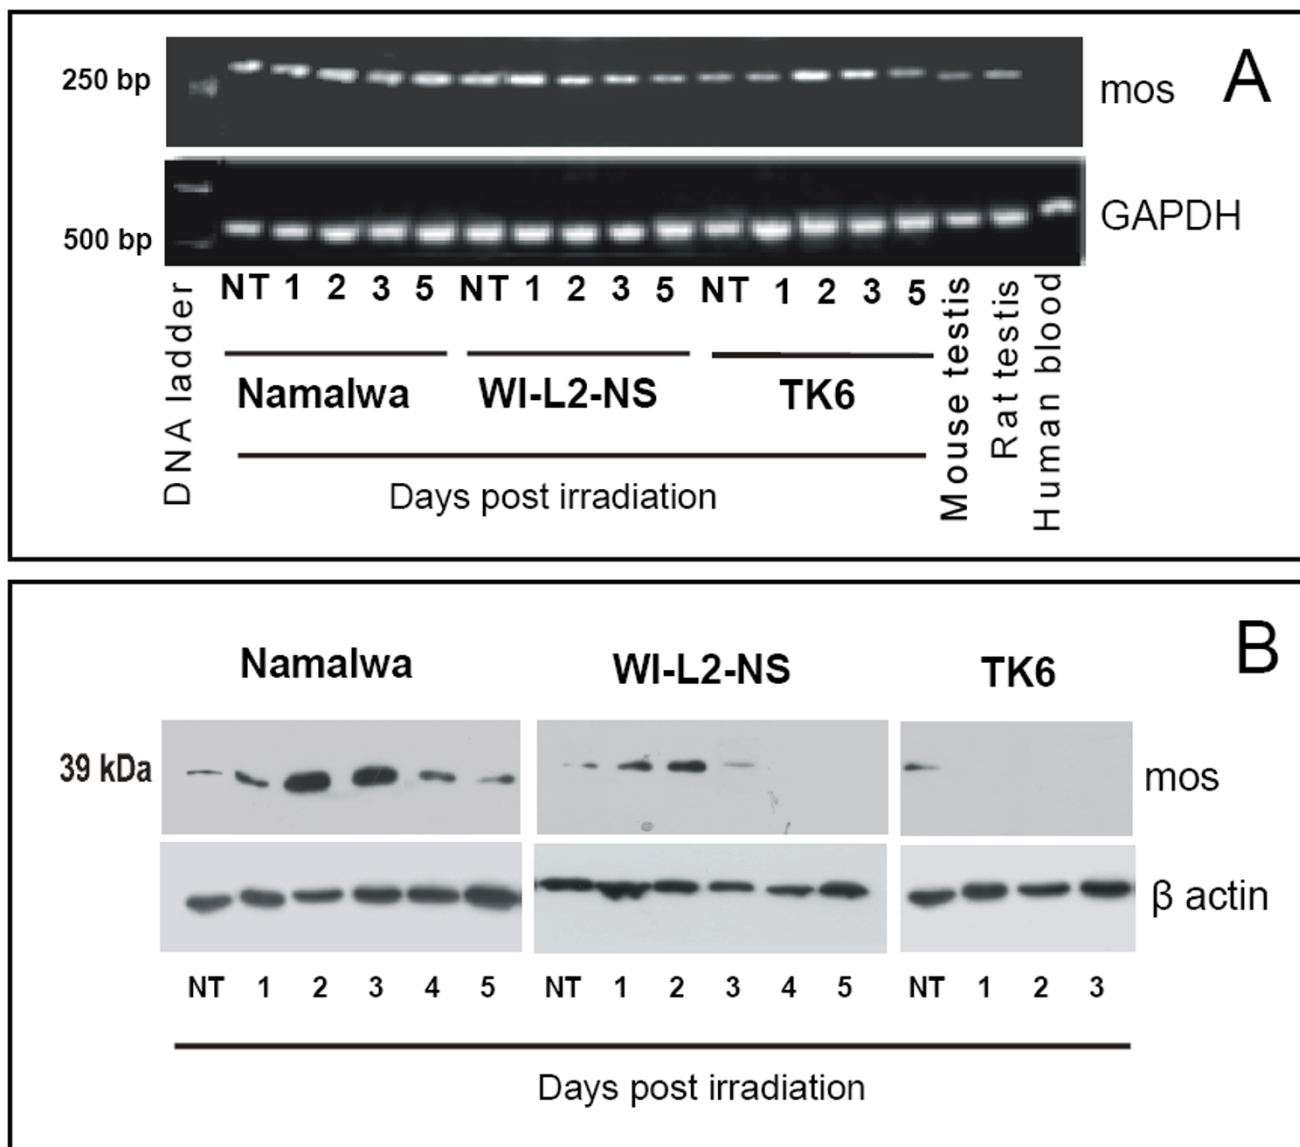 A
250 bp
mos
500 bp
GAPDH
NT 1 2 3 5 NT 1 2 3 5 NT 1 2 3 5
DNA ladder
Mouse testis
Rat testis
Human blood
Namalwa WI-L2-NS TK6
Days post irradiation
B
Namalwa WI-L2-NS TK6
39 kDa
mos
β actin
NT 1 2 3 4 5 NT 1 2 3 4 5 NT 1 2 3
Days post irradiation